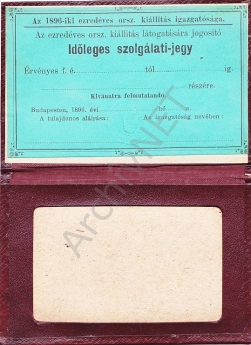 Az 1896-iki ezredéves orsz. kiállítás igazgatósága.
Az ezredéves orsz. kiállítás látogatására jogosító
Időleges szolgálati-jegy
Érvényes f. é. tól ig.
részére.
Kivánatra felmutatandó.
Budapesten, 1896. évi hó n.
A tulajdonos aláírása: Az igazgatóság nevében:
ArchivNET